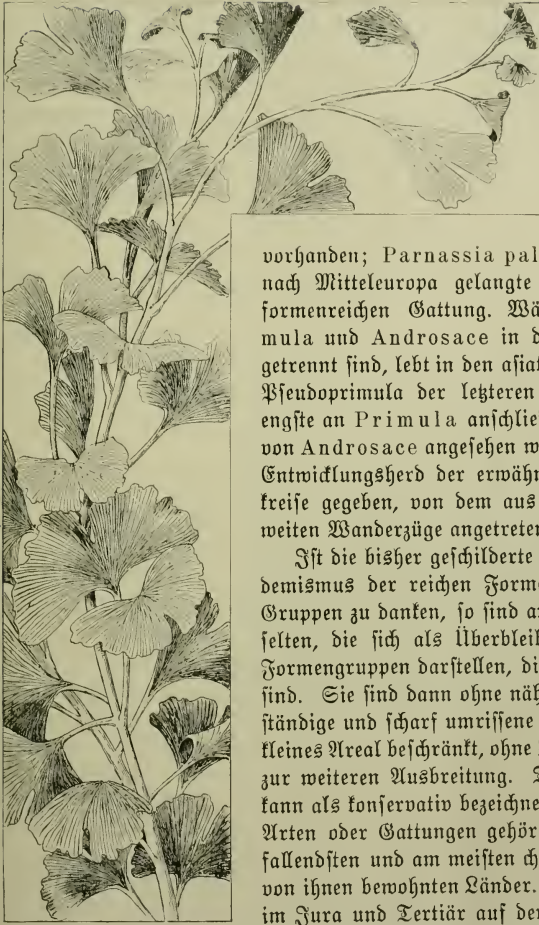 vorhanden; Parnassia pal
nach Mitteleuropa gelangte
formenreichen Gattung. Wä
mula und Androsace in d
getrennt sind, lebt in den asiat
Pseudoprimula der letzteren
engste an Primula anschlie
von Androsace angesehen w
Entwicklungsherd der erwähn
kreise gegeben, von dem aus
weiten Wanderzüge angetreten
Ist die bisher geschilderte
demismus der reichen Forme
Gruppen zu danken, so sind a
selten, die sich als Überbleib
Formengruppen darstellen, di
sind. Sie sind dann ohne näh
ständige und scharf umrissene
kleines Areal beschränkt, ohne
zur weiteren Ausbreitung.
kann als konservativ bezeichne
Arten oder Gattungen gehör
fallendsten und am meisten ch
von ihnen bewohnten Länder.
im Jura und Tertiär auf der